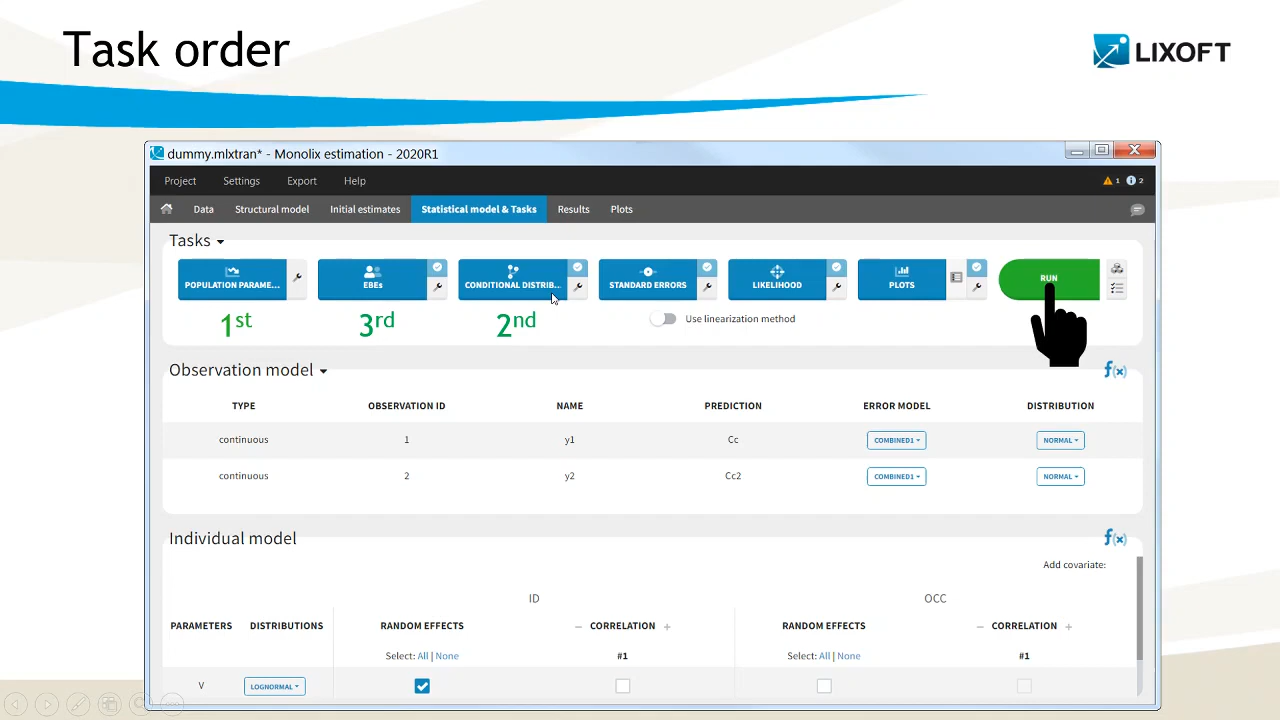 Task order
LIXOFT
dummy.mlxtran* - Monolix estimation - 2020R1
Project Settings Export Help 1 2
Data Structural model Initial estimates Statistical model & Tasks Results Plots
Tasks
POPULATION PARAME... EBEs CONDITIONAL DISTRIB... STANDARD ERRORS LIKELIHOOD PLOTS RUN
1st 3rd 2nd Use linearization method
Observation model f(x)
TYPE OBSERVATION ID NAME PREDICTION ERROR MODEL DISTRIBUTION
continuous 1 y1 Cc COMBINED1 NORMAL
continuous 2 y2 Cc2 COMBINED1 NORMAL
Individual model f(x)
Add covariate:
ID OCC
PARAMETERS DISTRIBUTIONS RANDOM EFFECTS − CORRELATION + RANDOM EFFECTS − CORRELATION +
Select: All | None #1 Select: All | None #1
V LOGNORMAL